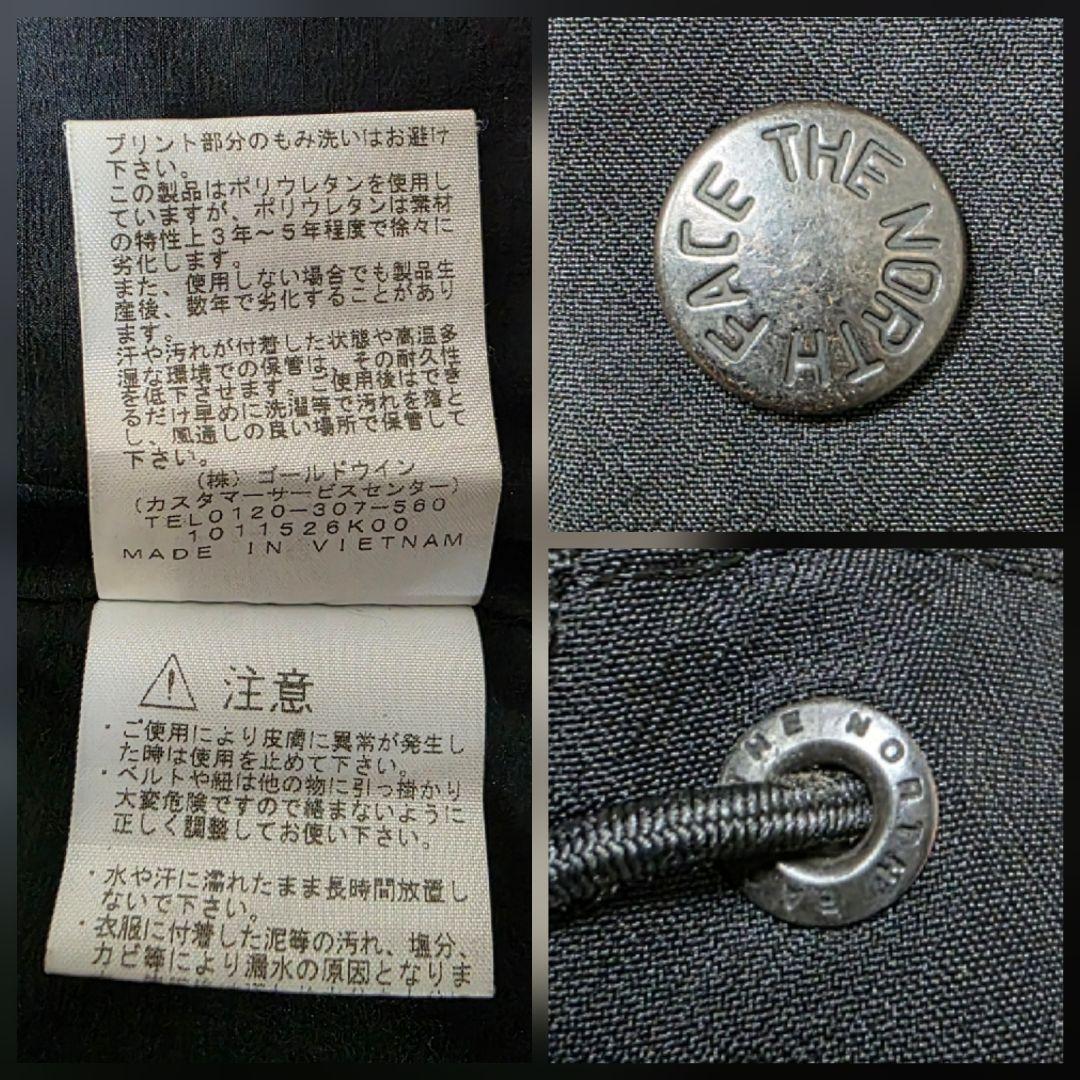 プリント部分のもみ洗いはお避け
下さい。
この製品はポリウレタンを使用し
ていますが、ポリウレタンは素材
の特性上3年~5年程度で徐々に
劣化します。
また、使用しない場合でも製品生
産後、数年で劣化することがあり
ます。
汗や汚れが付着した状態や高温多
湿な環境での保管は、その耐久性
を低下させます。ご使用後はでき
るだけ早めに洗濯等で汚れを落と
し、風通しの良い場所で保管して
下さい。
(株)ゴールドウイン
(カスタマーサービスセンター)
TEL0120-307-560
1011526K00
MADE IN VIETNAM
注意
・ご使用により皮膚に異常が発生し
た時は使用を止めて下さい。
・ベルトや紐は他の物に引っ掛かり
大変危険ですので絡まないように
正しく調整してお使い下さい。
・水や汗に濡れたまま長時間放置し
ないで下さい。
・衣服に付着した泥等の汚れ、塩分、
カビ等により漏水の原因となりま
THE NORTH FACE
THE NORTH